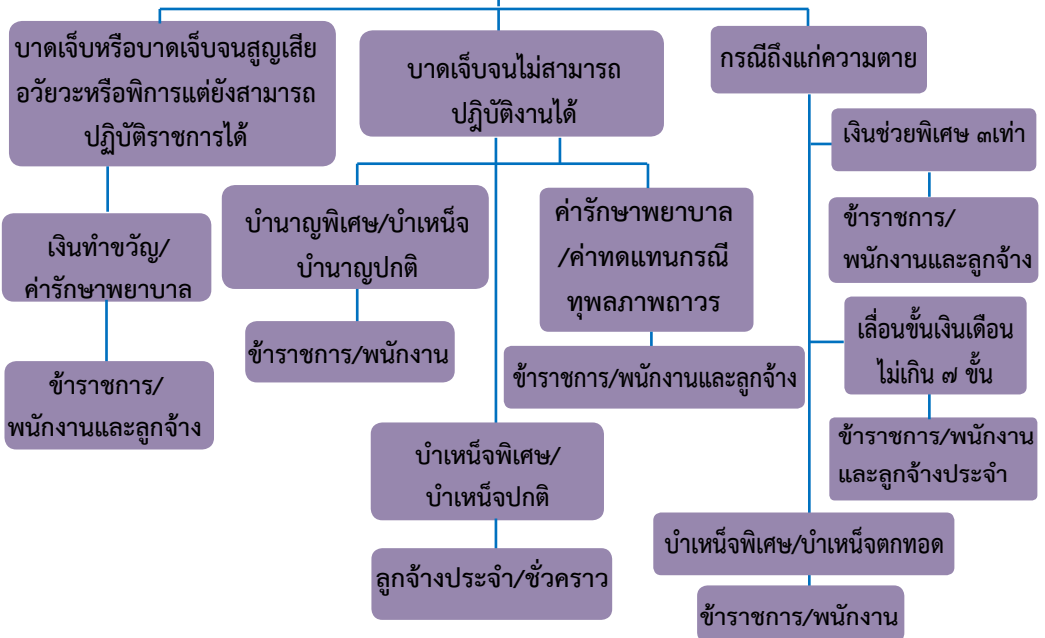 บาดเจ็บหรือบาดเจ็บจนสูญเสีย
อวัยวะหรือพิการแต่ยังสามารถ
ปฏิบัติราชการได้
เงินทำขวัญ/
ค่ารักษาพยาบาล
ข้าราชการ/
พนักงานและลูกจ้าง
บาดเจ็บจนไม่สามารถ
ปฎิบัติงานได้
บำนาญพิเศษ/บำเหน็จ
บำนาญปกติ
ข้าราชการ/พนักงาน
ค่ารักษาพยาบาล
/ค่าทดแทนกรณี
ทุพลภาพถาวร
ข้าราชการ/พนักงานและลูกจ้าง
บำเหน็จพิเศษ/
บำเหน็จปกติ
ลูกจ้างประจำ/ชั่วคราว
กรณีถึงแก่ความตาย
เงินช่วยพิเศษ ๓เท่า
ข้าราชการ/
พนักงานและลูกจ้าง
เลื่อนขั้นเงินเดือน
ไม่เกิน ๗ ขั้น
ข้าราชการ/พนักงาน
และลูกจ้างประจำ
บำเหน็จพิเศษ/บำเหน็จตกทอด
ข้าราชการ/พนักงาน